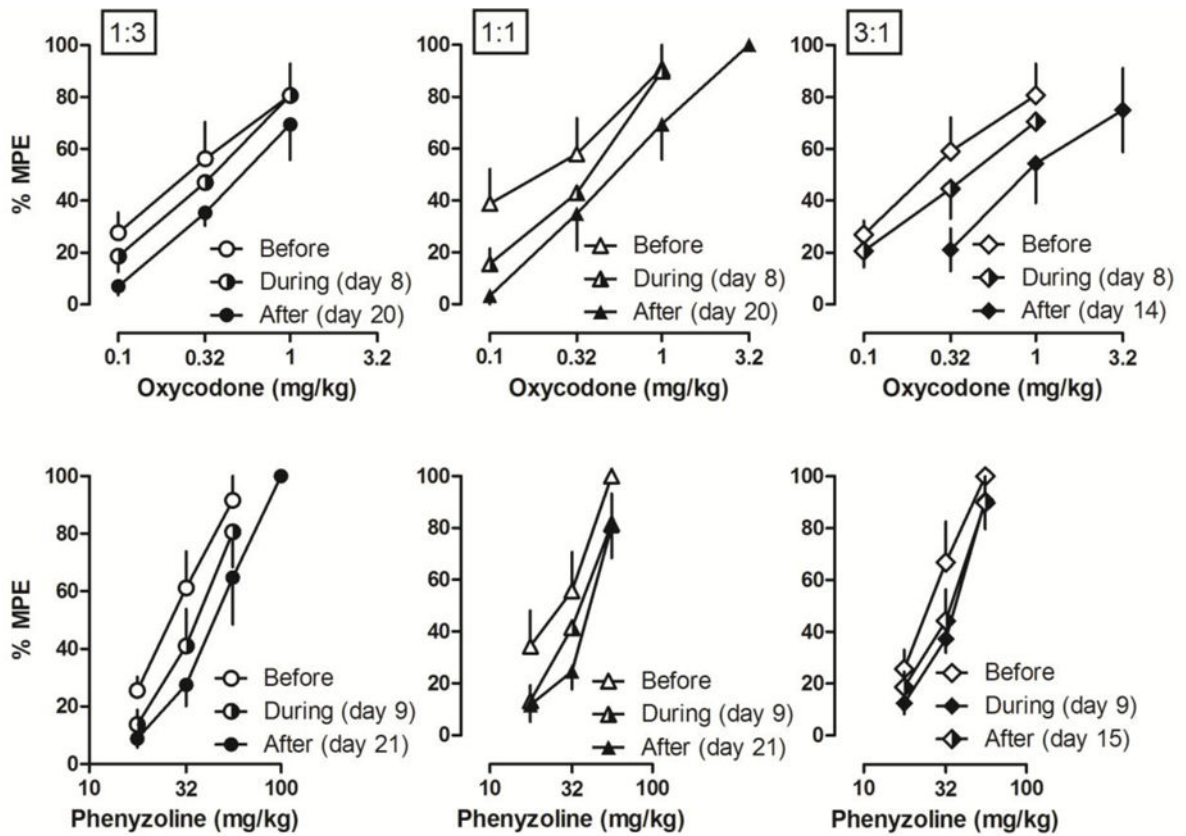 1:3
100
80
60
40
20
0
% MPE
Before
During (day 8)
After (day 20)
0.1 0.32 1 3.2
Oxycodone (mg/kg)
1:1
100
80
60
40
20
0
Before
During (day 8)
After (day 20)
0.1 0.32 1 3.2
Oxycodone (mg/kg)
3:1
100
80
60
40
20
0
Before
During (day 8)
After (day 14)
0.1 0.32 1 3.2
Oxycodone (mg/kg)
100
80
60
40
20
0
% MPE
Before
During (day 9)
After (day 21)
10 32 100
Phenyzoline (mg/kg)
100
80
60
40
20
0
Before
During (day 9)
After (day 21)
10 32 100
Phenyzoline (mg/kg)
100
80
60
40
20
0
Before
During (day 9)
After (day 15)
10 32 100
Phenyzoline (mg/kg)